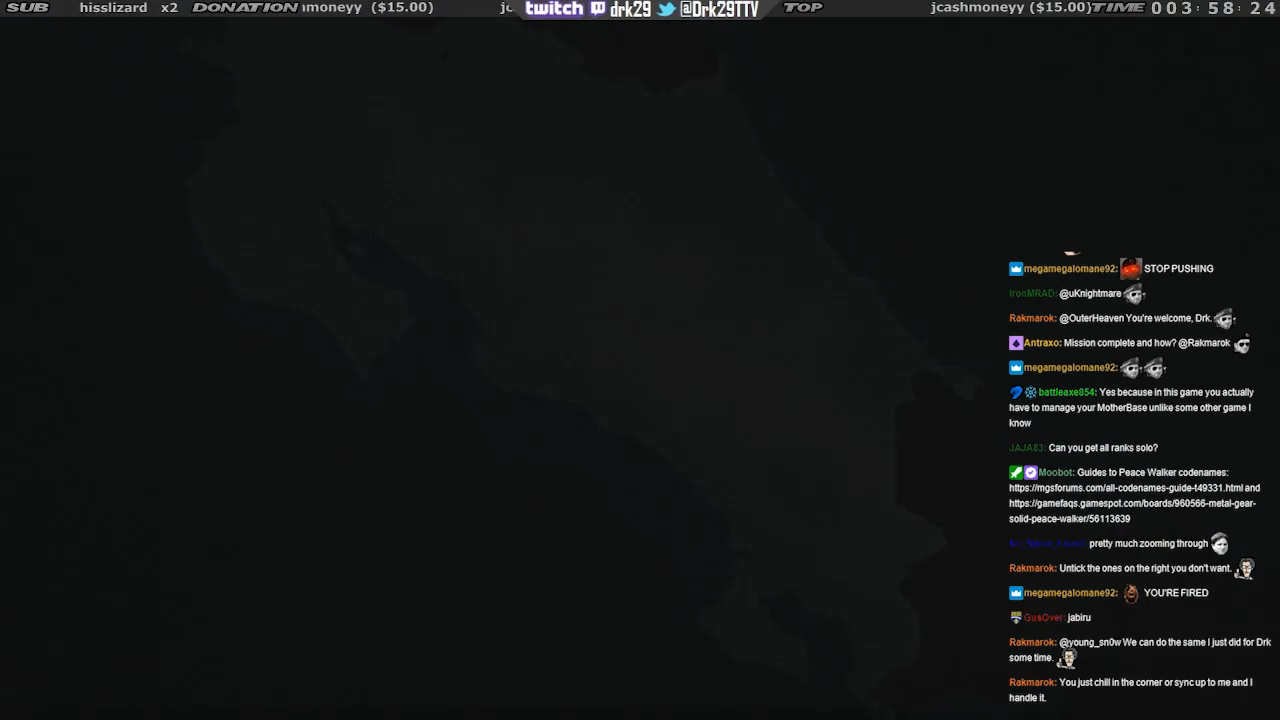 SUB hisslizard x2 DONATION moneyy ($15.00) jc twitch drk29 @Drk29TTV TOP jcashmoneyy ($15.00) TIME 003:58:24
megamegalomane92: STOP PUSHING
IronMRAD: @uKnightmare
Rakmarok: @OuterHeaven You're welcome, Drk.
Antraxo: Mission complete and how? @Rakmarok
megamegalomane92:
battleaxe854: Yes because in this game you actually
have to manage your MotherBase unlike some other game I
know
JAJA83: Can you get all ranks solo?
Moobot: Guides to Peace Walker codenames:
https://mgsforums.com/all-codenames-guide-t49331.html and
https://gamefaqs.gamespot.com/boards/960566-metal-gear-
solid-peace-walker/56113639
pretty much zooming through
Rakmarok: Untick the ones on the right you don't want.
megamegalomane92: YOU'RE FIRED
GusOver: jabiru
Rakmarok: @young_sn0w We can do the same I just did for Drk
some time.
Rakmarok: You just chill in the corner or sync up to me and I
handle it.